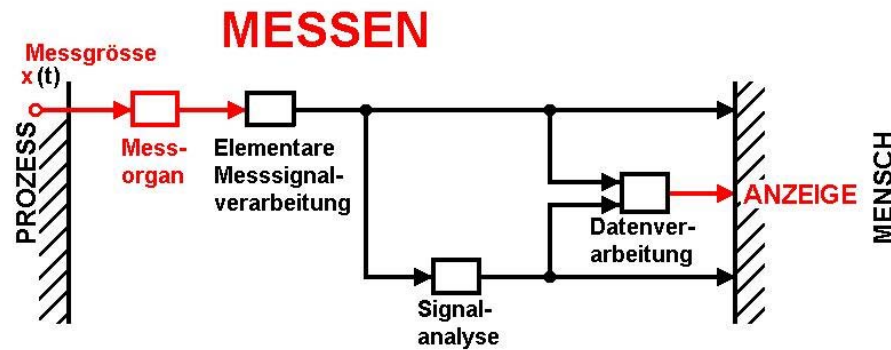 MESSEN
Messgrösse
x (t)
PROZESS
Mess-
organ
Elementare
Messsignal-
verarbeitung
Signal-
analyse
Datenver-
arbeitung
ANZEIGE
MENSCH